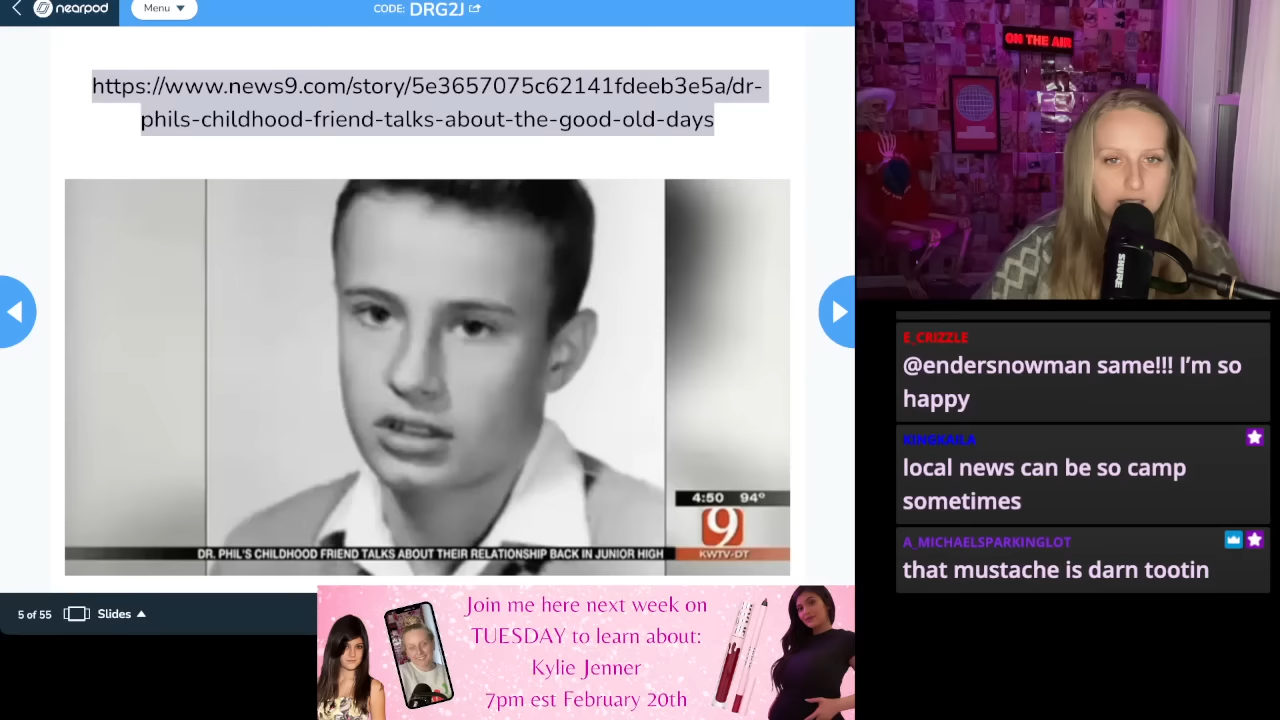 nearpod
Menu
CODE: DRG2J
https://www.news9.com/story/5e3657075c62141fdeeb3e5a/dr-
phils-childhood-friend-talks-about-the-good-old-days
4:50 94°
9
DR. PHIL'S CHILDHOOD FRIEND TALKS ABOUT THEIR RELATIONSHIP BACK IN JUNIOR HIGH
KWTV-DT
5 of 55
Slides
ON THE AIR
SHURE
E_CRIZZLE
@endersnowman same!!! I'm so
happy
KINGKAILA
local news can be so camp
sometimes
A_MICHAELSPARKINGLOT
that mustache is darn tootin
Join me here next week on
TUESDAY to learn about:
Kylie Jenner
7pm est February 20th